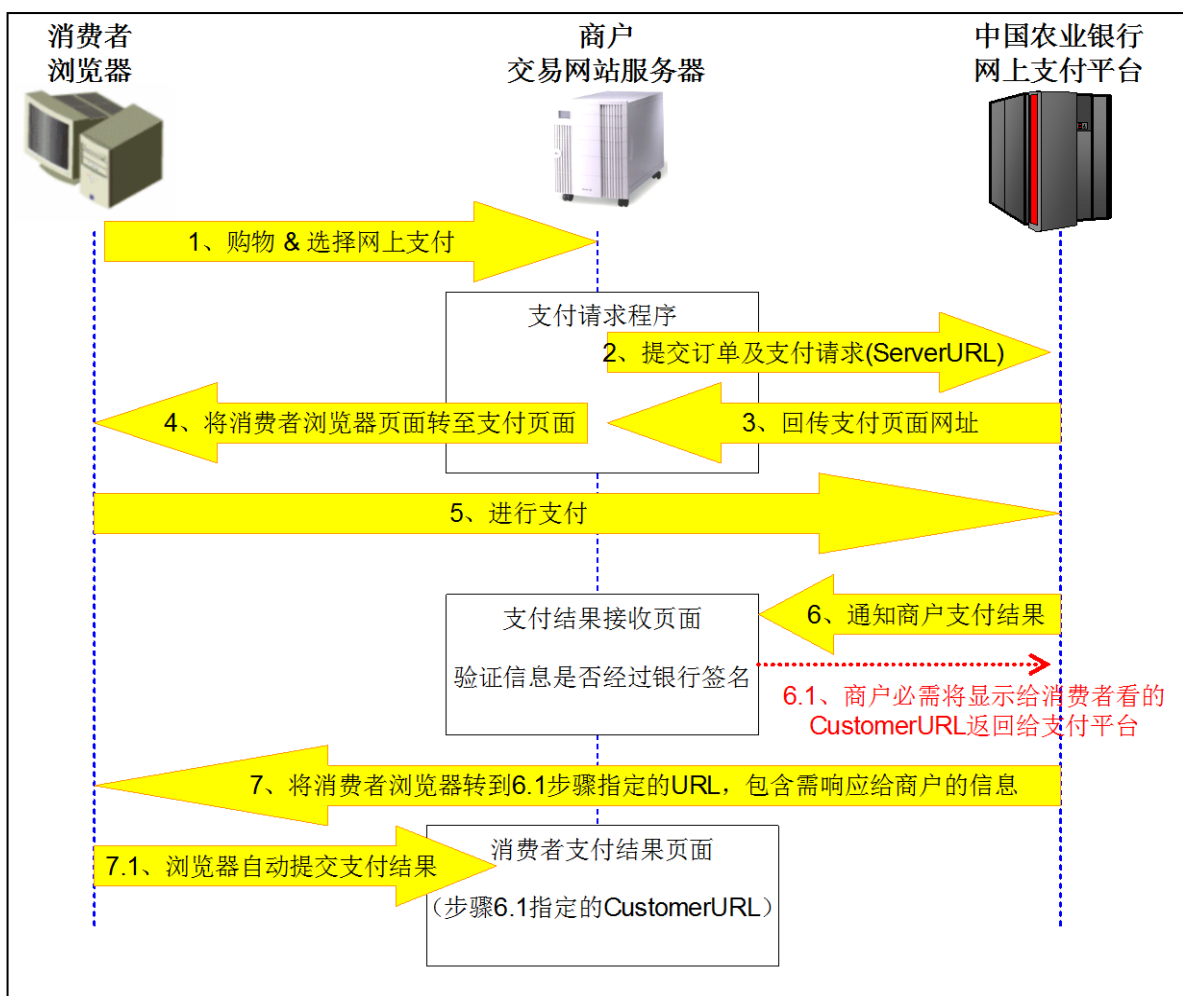 消费者
浏览器
商户
交易网站服务器
中国农业银行
网上支付平台
1、购物 & 选择网上支付
支付请求程序
2、提交订单及支付请求(ServerURL)
4、将消费者浏览器页面转至支付页面
3、回传支付页面网址
5、进行支付
支付结果接收页面
6、通知商户支付结果
验证信息是否经过银行签名
6.1、商户必需将显示给消费者看的
CustomerURL返回给支付平台
7、将消费者浏览器转到6.1步骤指定的URL，包含需响应给商户的信息
消费者支付结果页面
7.1、浏览器自动提交支付结果
（步骤6.1指定的CustomerURL）